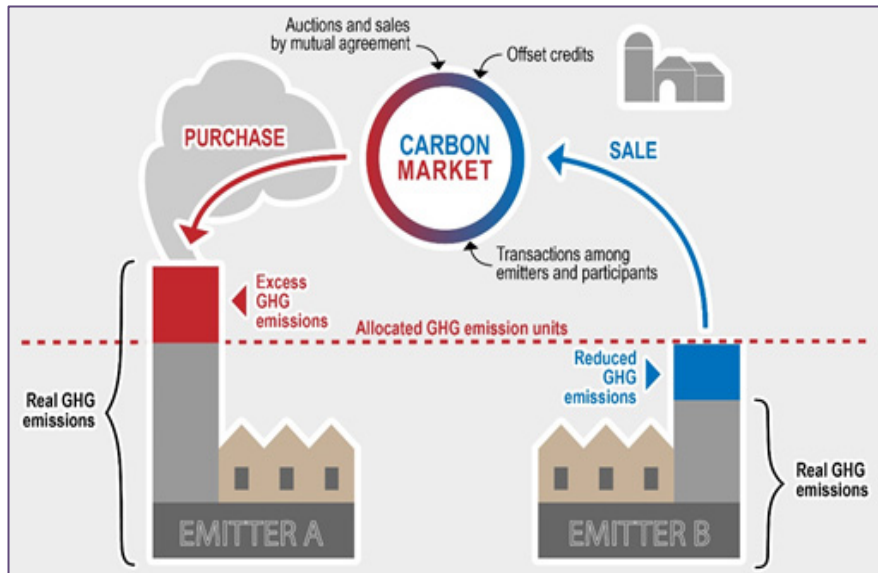 Auctions and sales
by mutual agreement
Offset credits
PURCHASE
CARBON
MARKET
SALE
Transactions among
emitters and participants
Excess
GHG
emissions
Allocated GHG emission units
Reduced
GHG
emissions
Real GHG
emissions
Real GHG
emissions
EMITTER A
EMITTER B